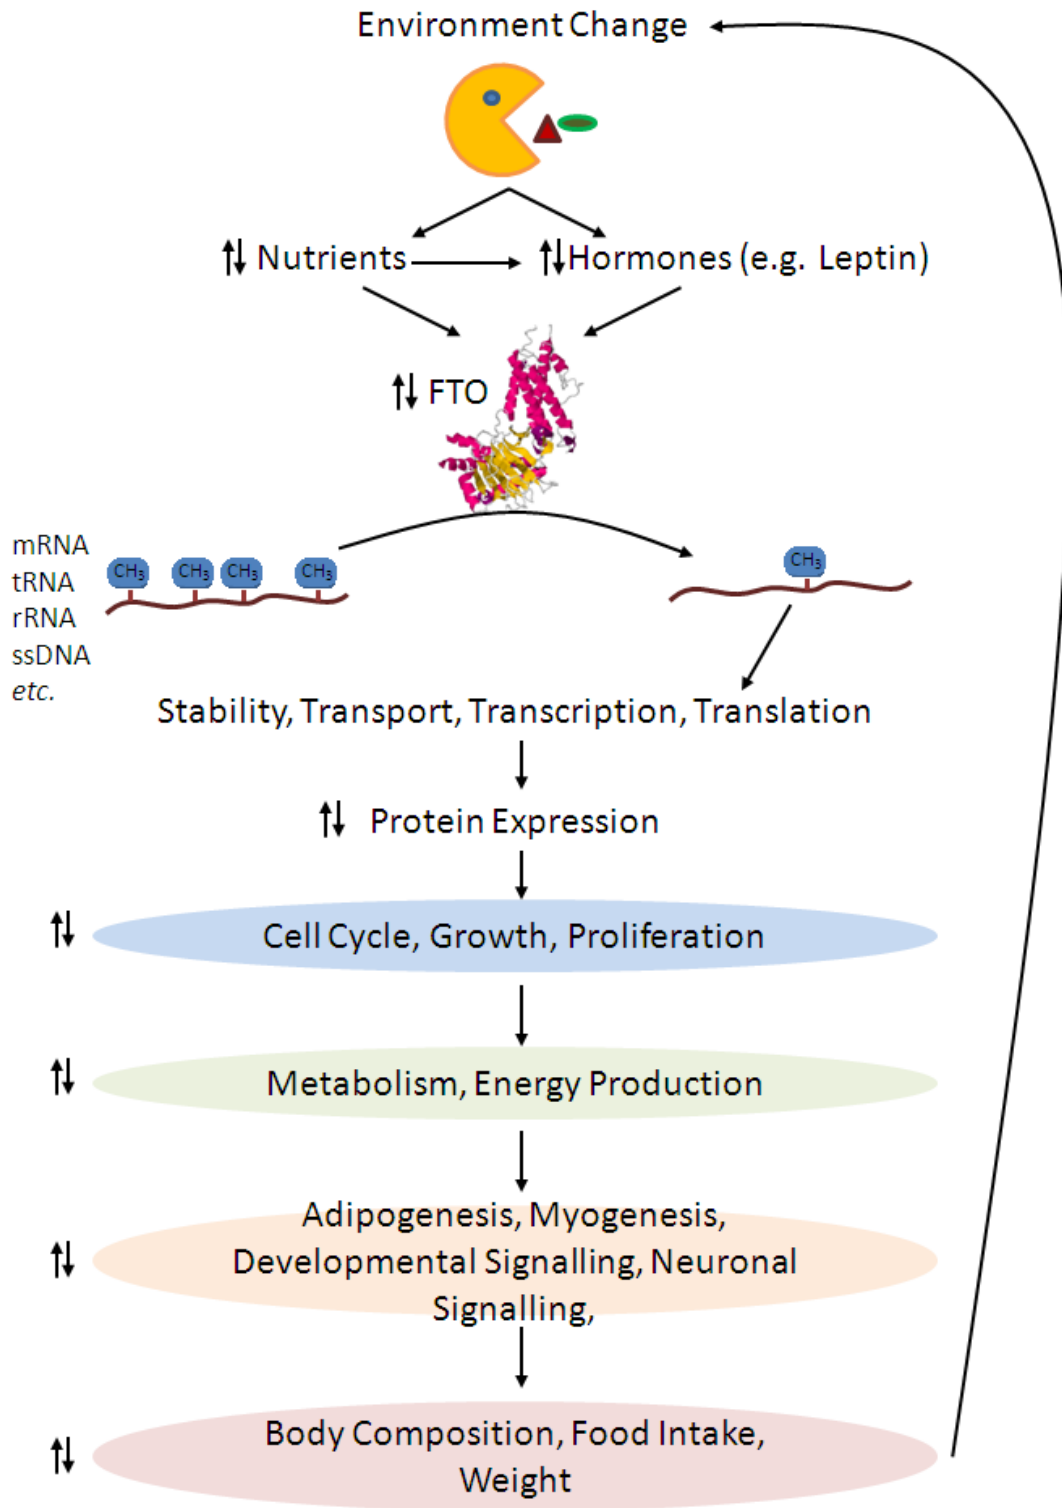 Environment Change
Nutrients
Hormones (e.g. Leptin)
FTO
mRNA
tRNA
rRNA
ssDNA
etc.
CH₃ CH₃ CH₃ CH₃
CH₃
Stability, Transport, Transcription, Translation
Protein Expression
Cell Cycle, Growth, Proliferation
Metabolism, Energy Production
Adipogenesis, Myogenesis,
Developmental Signalling, Neuronal
Signalling,
Body Composition, Food Intake,
Weight